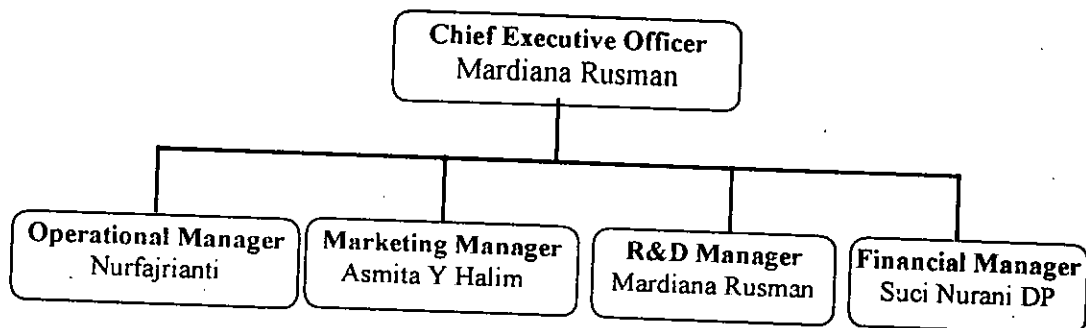 Chief Executive Officer
Mardiana Rusman
Operational Manager
Nurfajrianti
Marketing Manager
Asmita Y Halim
R&D Manager
Mardiana Rusman
Financial Manager
Suci Nurani DP